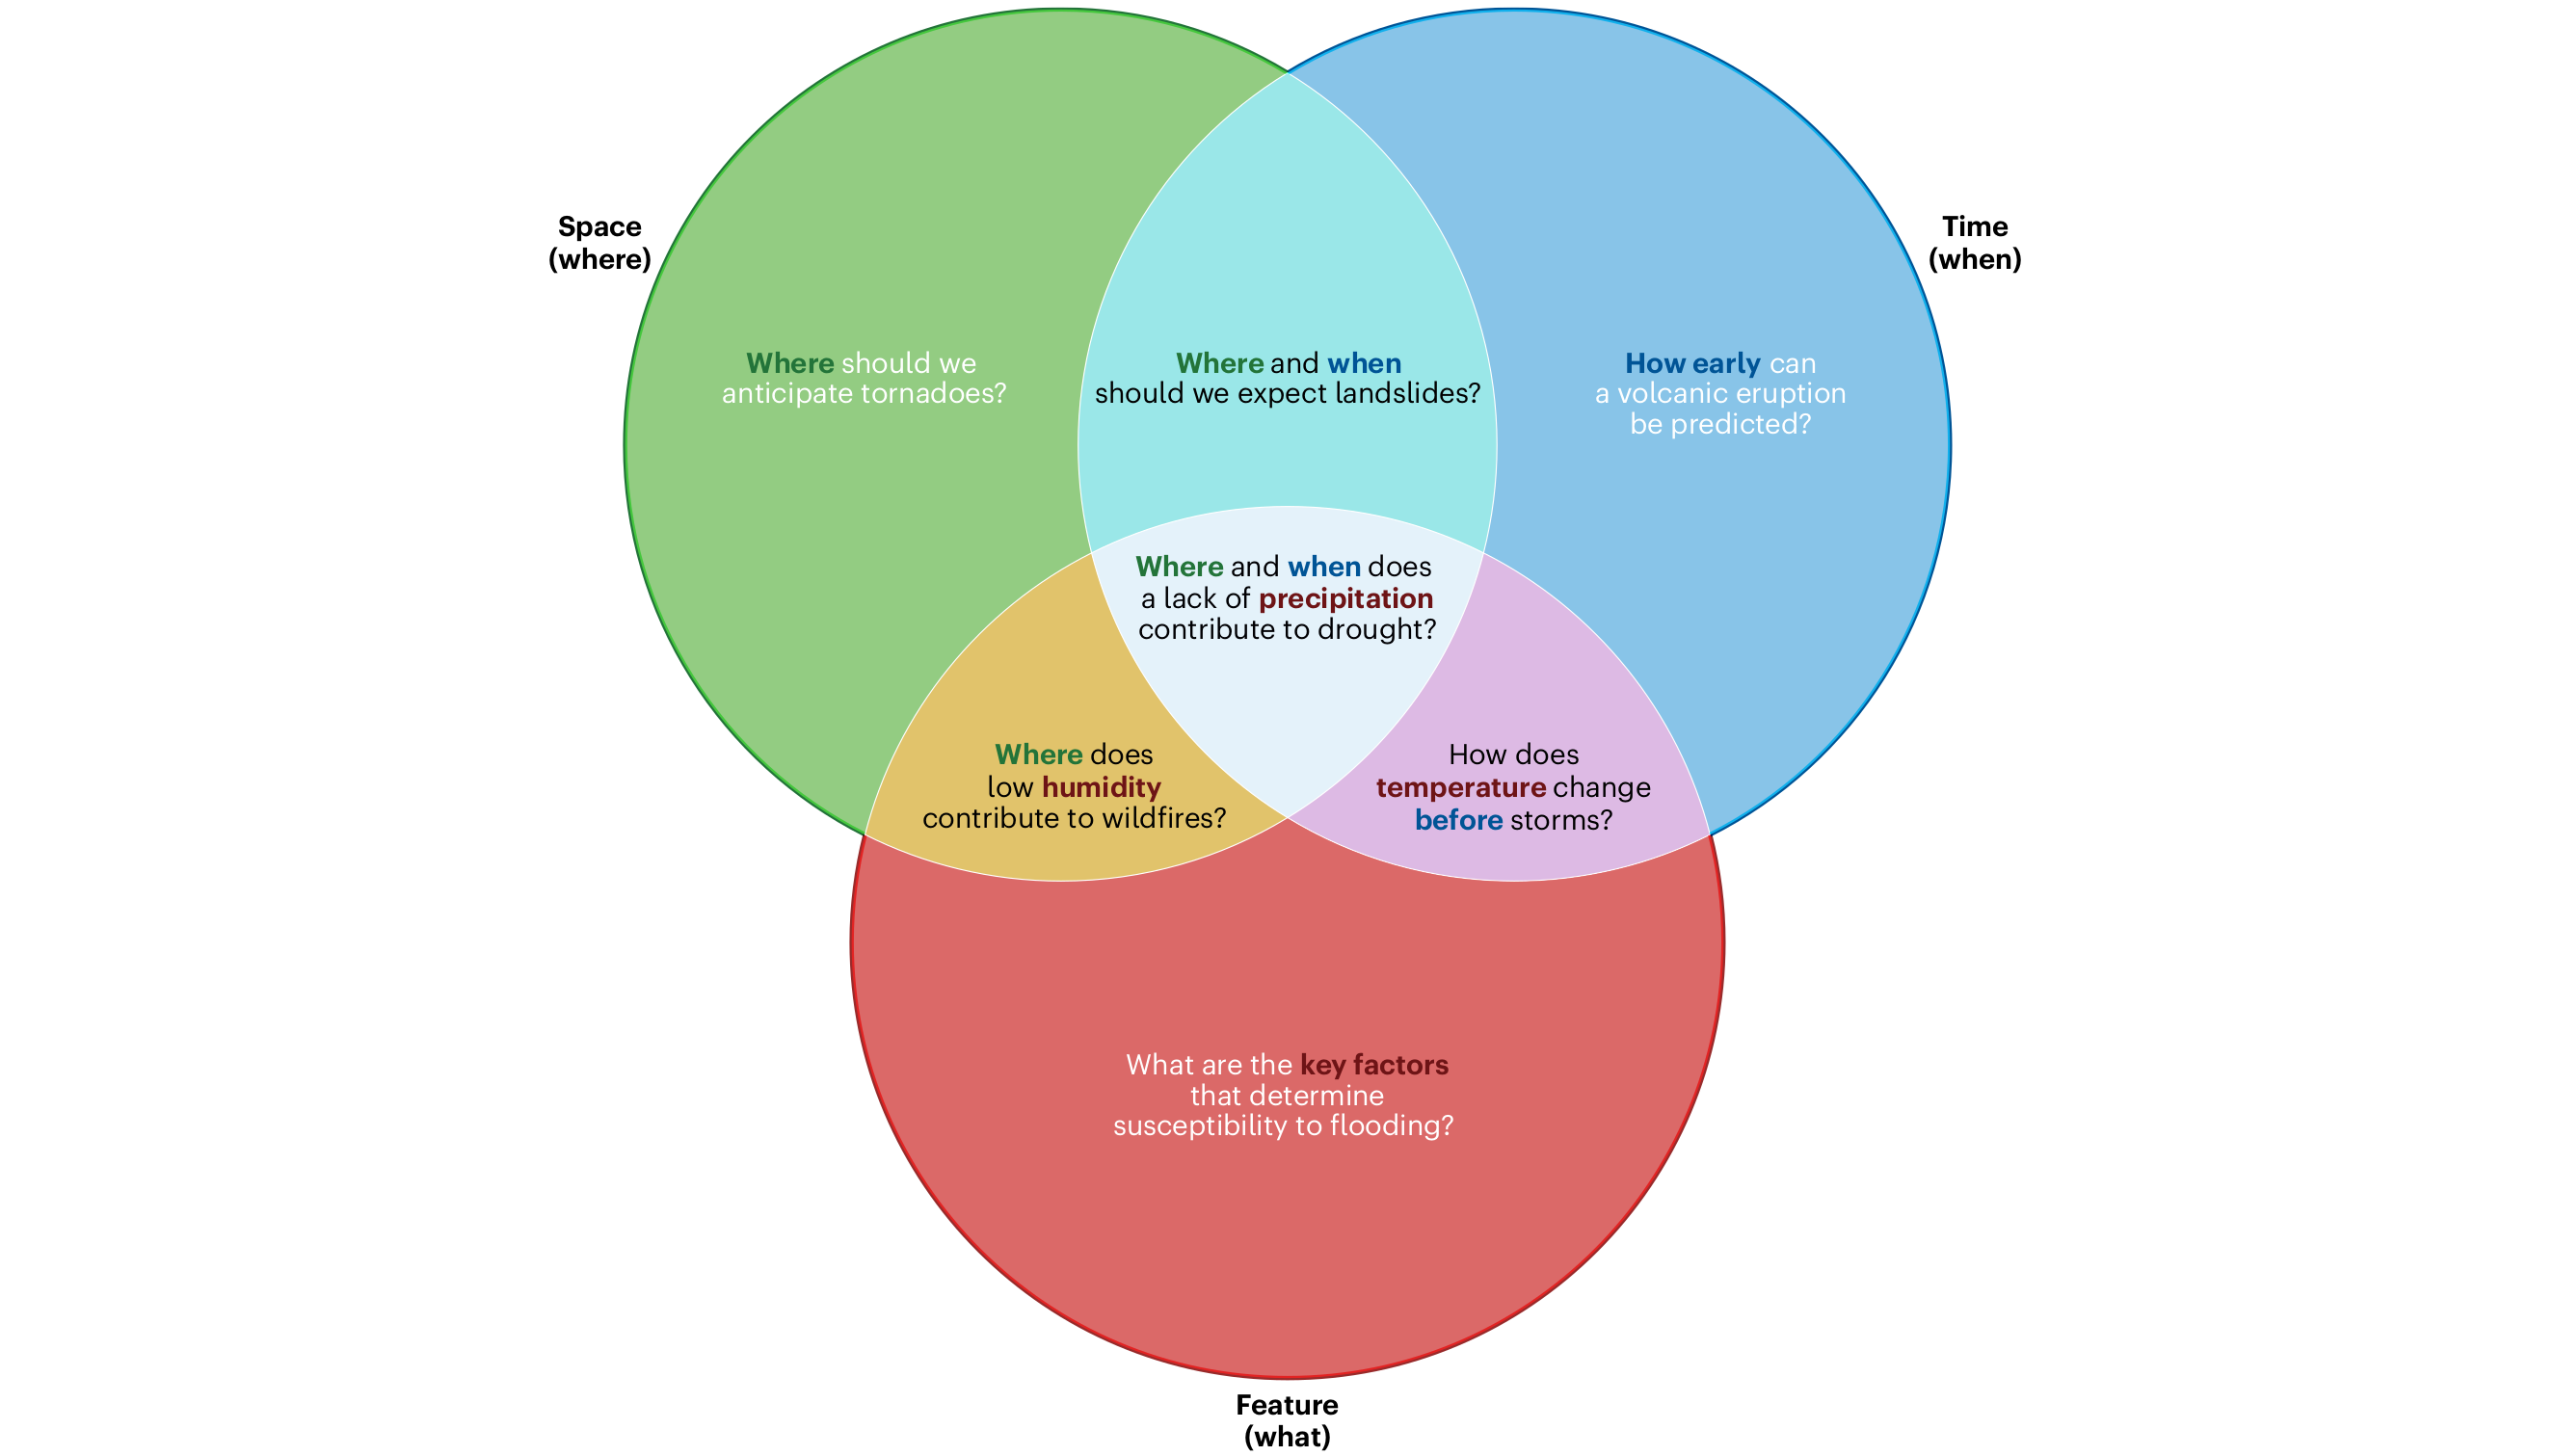 Space
(where)
Time
(when)
Where should we
anticipate tornadoes?
Where and when
should we expect landslides?
How early can
a volcanic eruption
be predicted?
Where and when does
a lack of precipitation
contribute to drought?
Where does
low humidity
contribute to wildfires?
How does
temperature change
before storms?
What are the key factors
that determine
susceptibility to flooding?
Feature
(what)